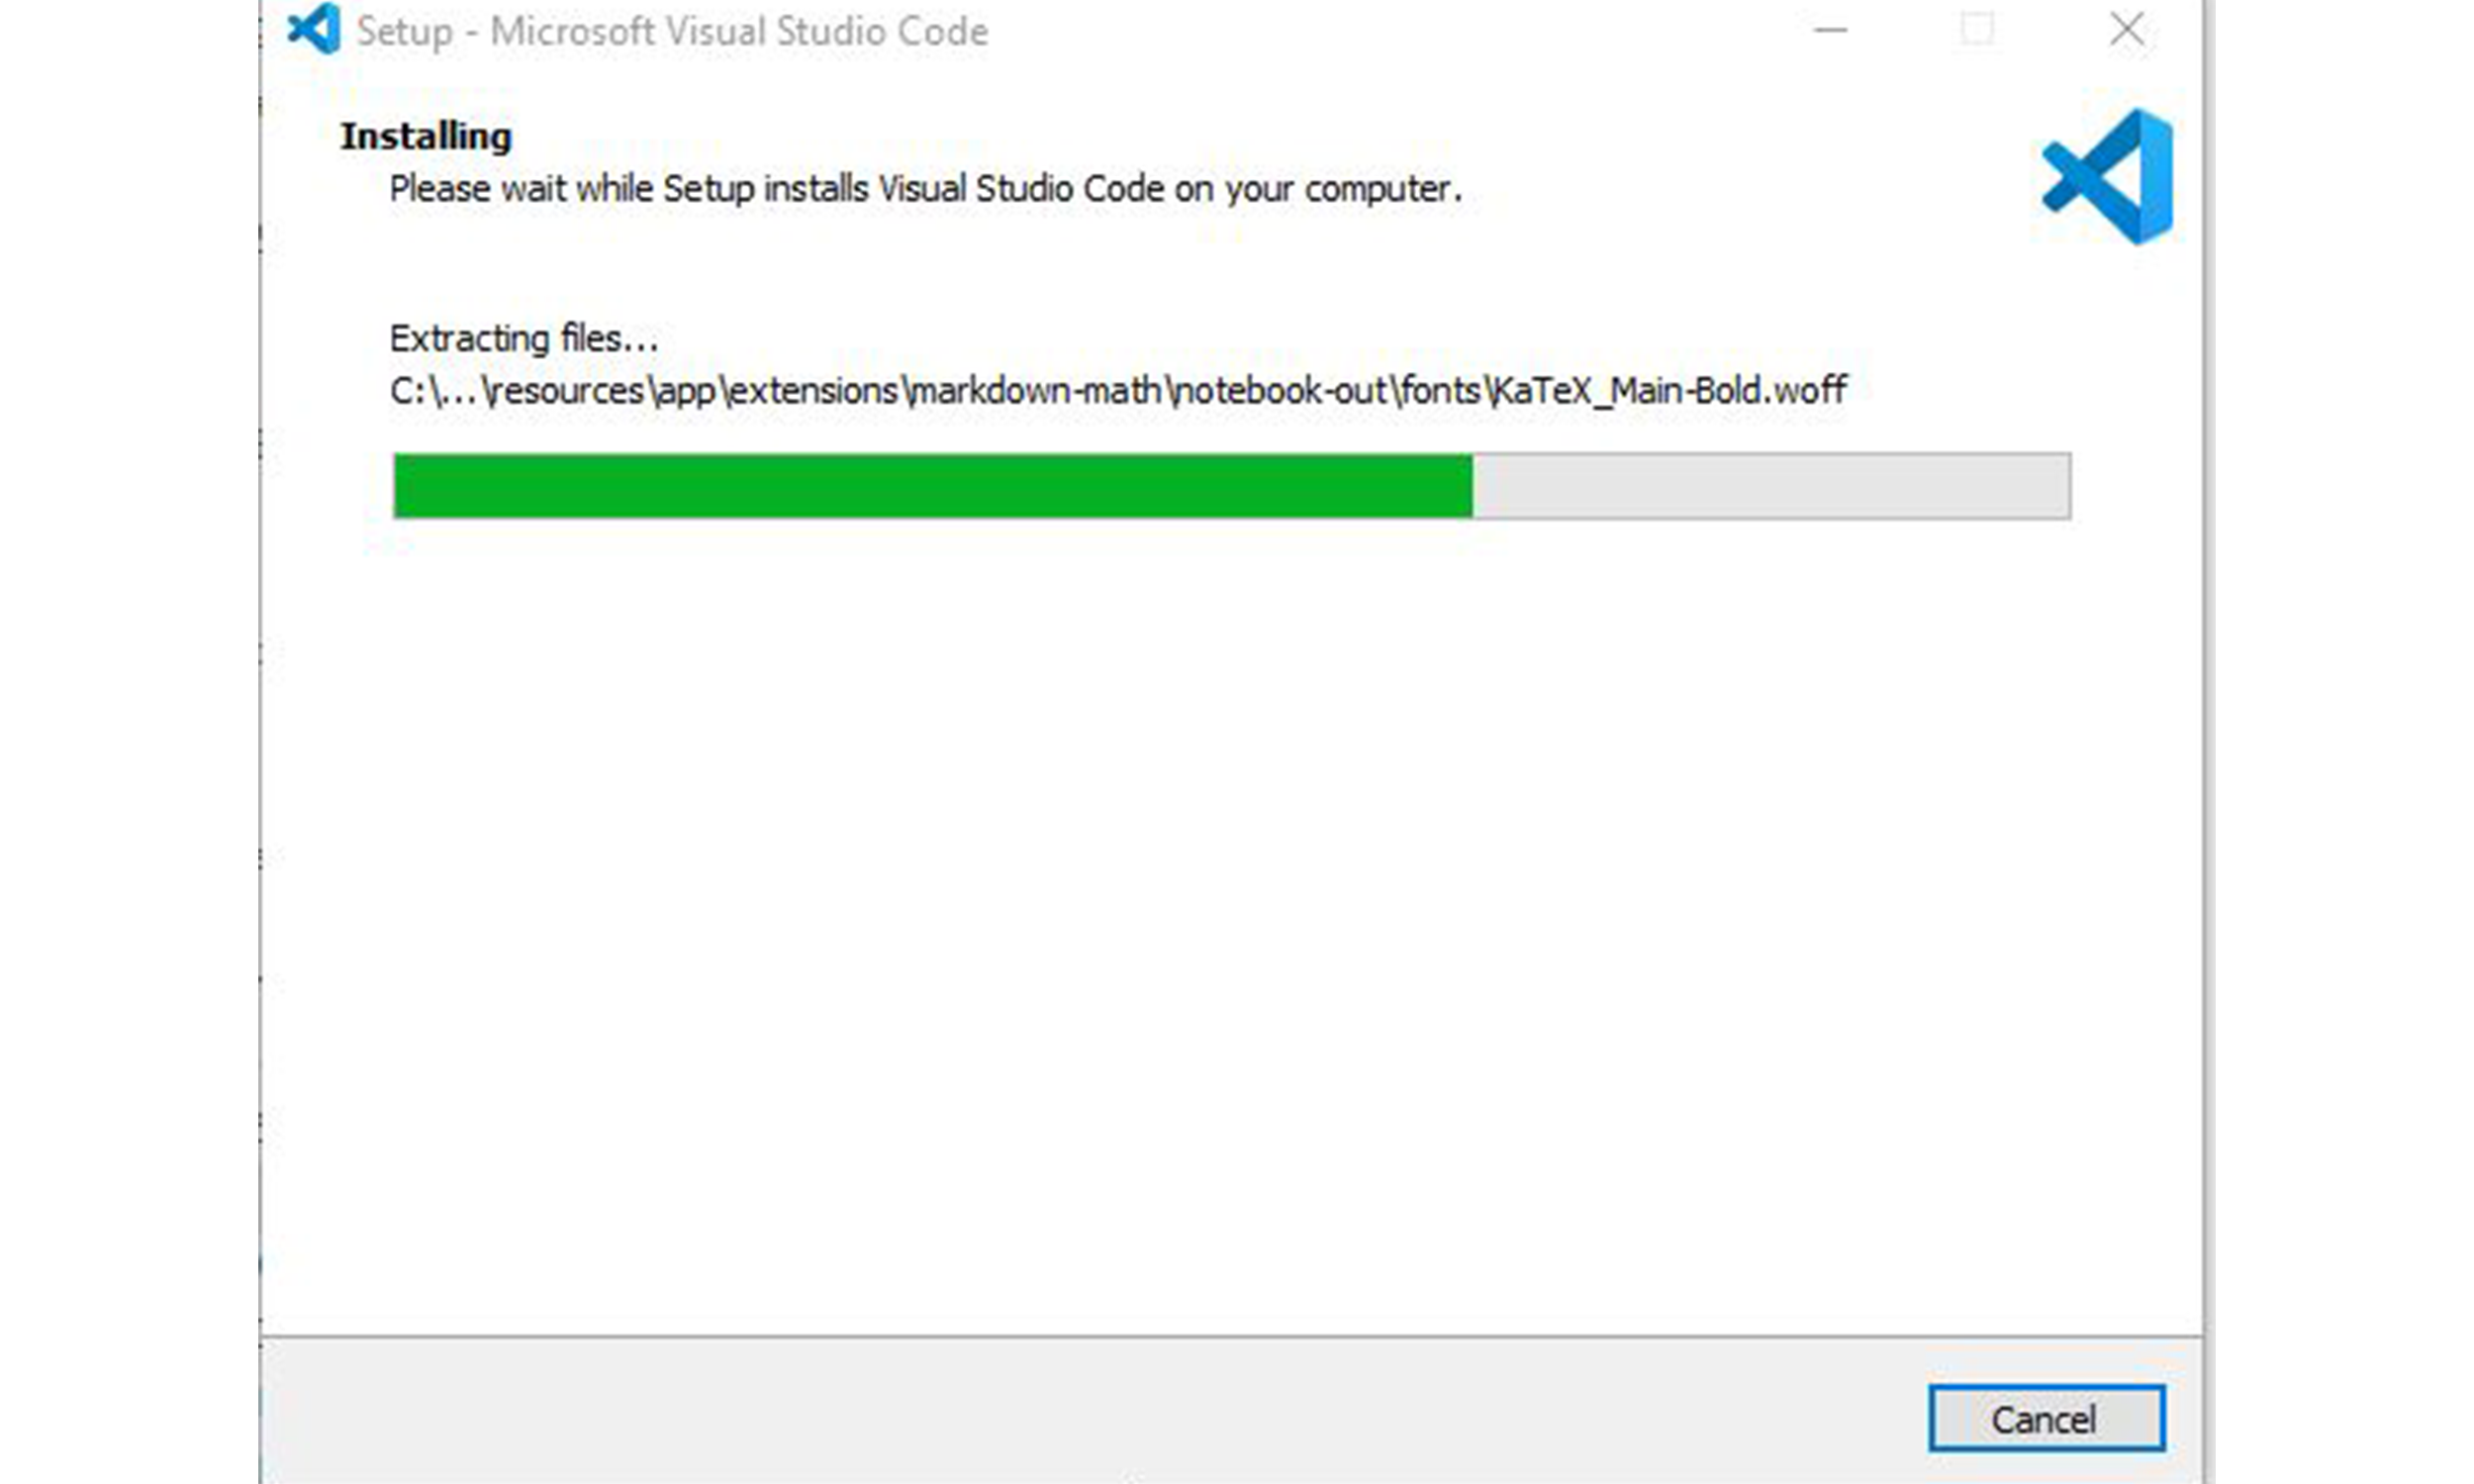 Setup - Microsoft Visual Studio Code
Installing
Please wait while Setup installs Visual Studio Code on your computer.
Extracting files...
C:\...\resources\app\extensions\markdown-math\notebook-out\fonts\KaTeX_Main-Bold.woff
Cancel